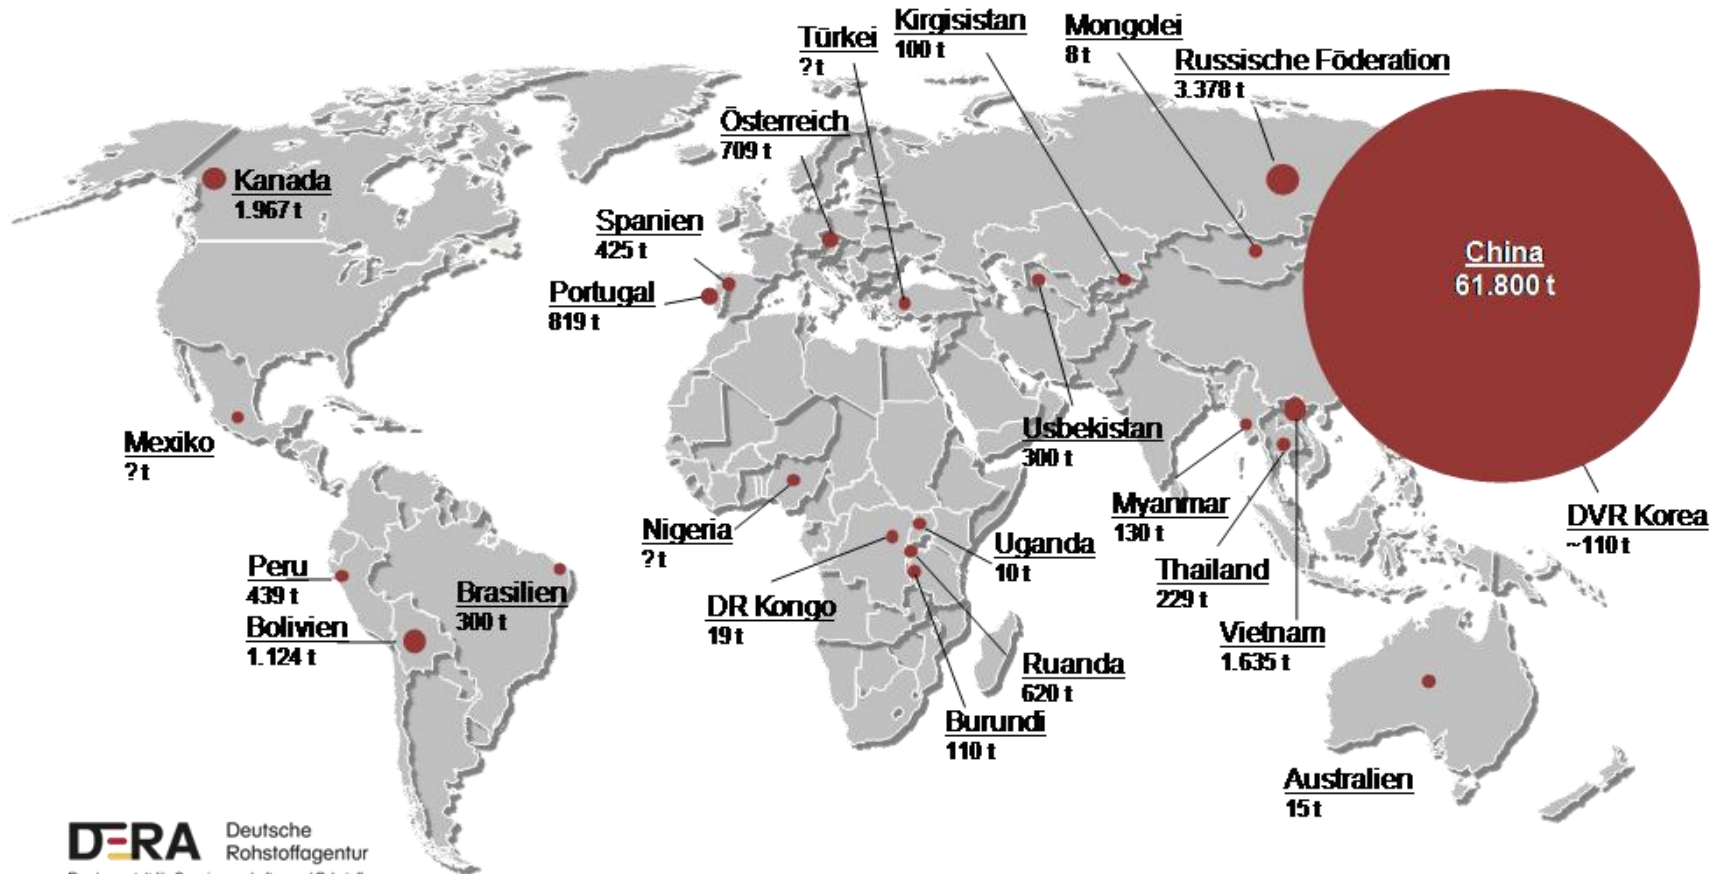 Kirgisistan
100 t
Mongolei
8 t
Türkei
? t
Russische Föderation
3.378 t
Österreich
709 t
Kanada
1.967 t
Spanien
425 t
China
61.800 t
Portugal
819 t
Usbekistan
300 t
Mexiko
? t
Myanmar
130 t
DVR Korea
~110 t
Nigeria
? t
Uganda
10 t
Thailand
229 t
Peru
439 t
Brasilien
300 t
DR Kongo
19 t
Bolivien
1.124 t
Vietnam
1.635 t
Ruanda
620 t
Burundi
110 t
Australien
15 t
DERA Deutsche
Rohstoffagentur